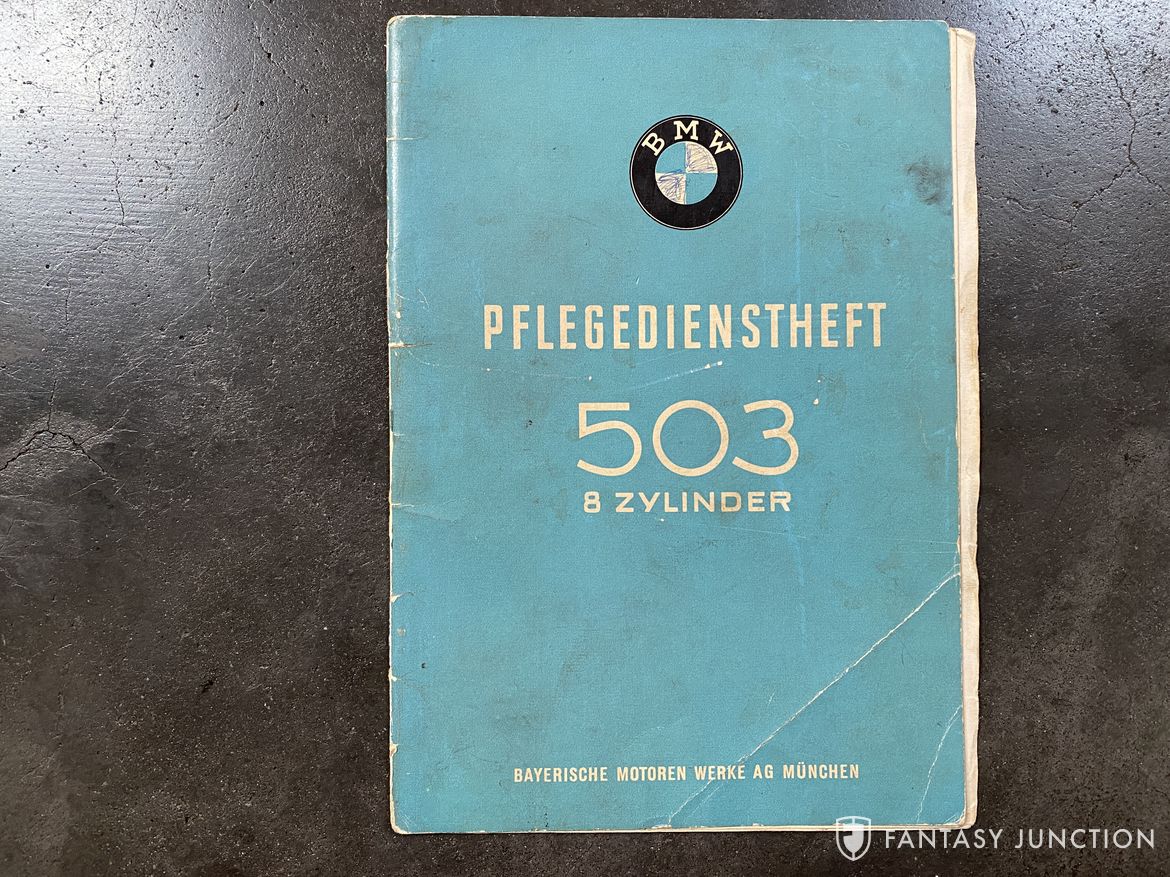 BMW
PFLEGEDIENSTHEFT
503
8 ZYLINDER
BAYERISCHE MOTOREN WERKE AG MÜNCHEN
FANTASY JUNCTION